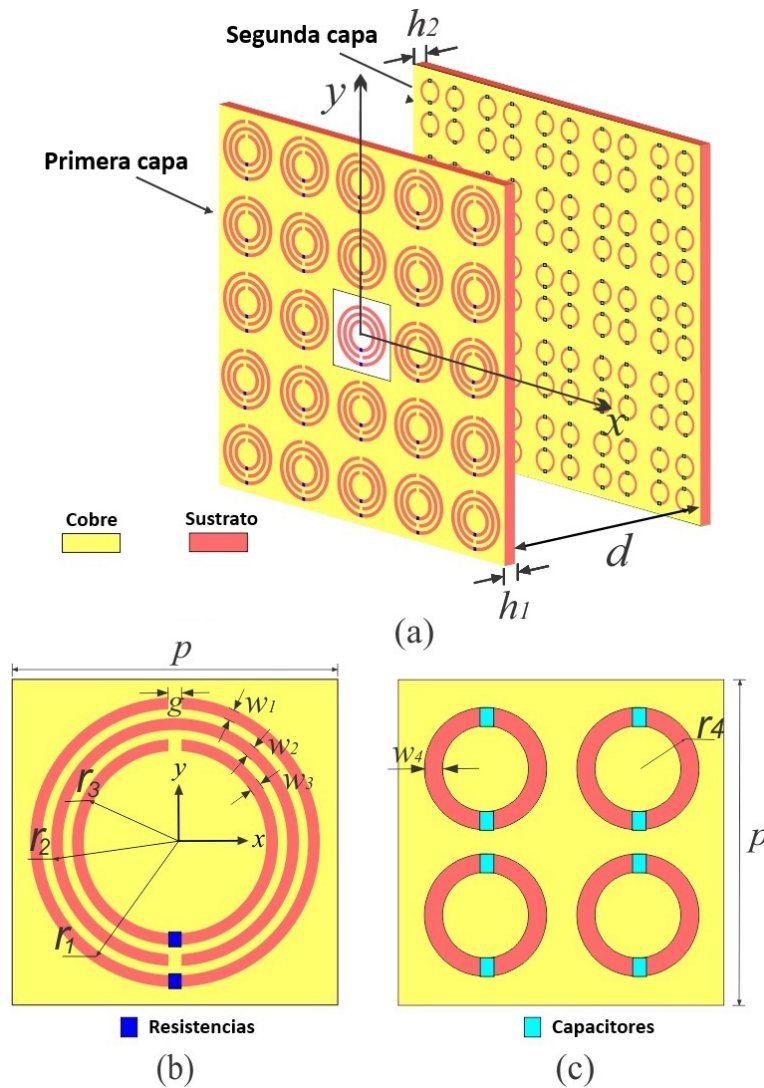 Segunda capa
h2
y
Primera capa
x
Cobre
Sustrato
d
h1
(a)
p
g
w1
w2
w3
y
x
r3
r2
r1
r4
w4
p
Resistencias
Capacitores
(b)
(c)